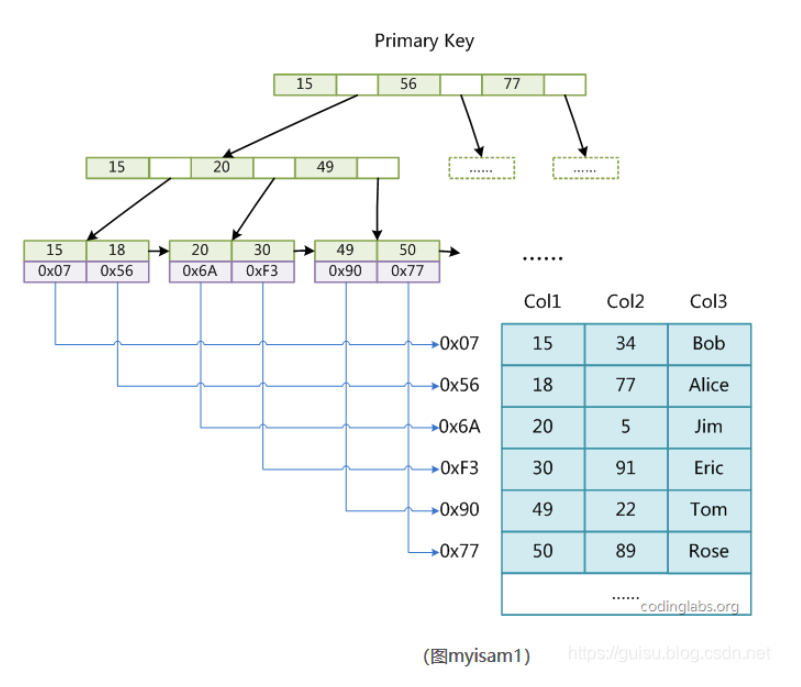 Primary Key
15 56 77
15 20 49
...... ......
15 18 20 30 49 50
0x07 0x56 0x6A 0xF3 0x90 0x77
......
Col1 Col2 Col3
0x07 15 34 Bob
0x56 18 77 Alice
0x6A 20 5 Jim
0xF3 30 91 Eric
0x90 49 22 Tom
0x77 50 89 Rose
......
codinglabs.org
(图myisam1)
https://guisu.blog.csdn.net